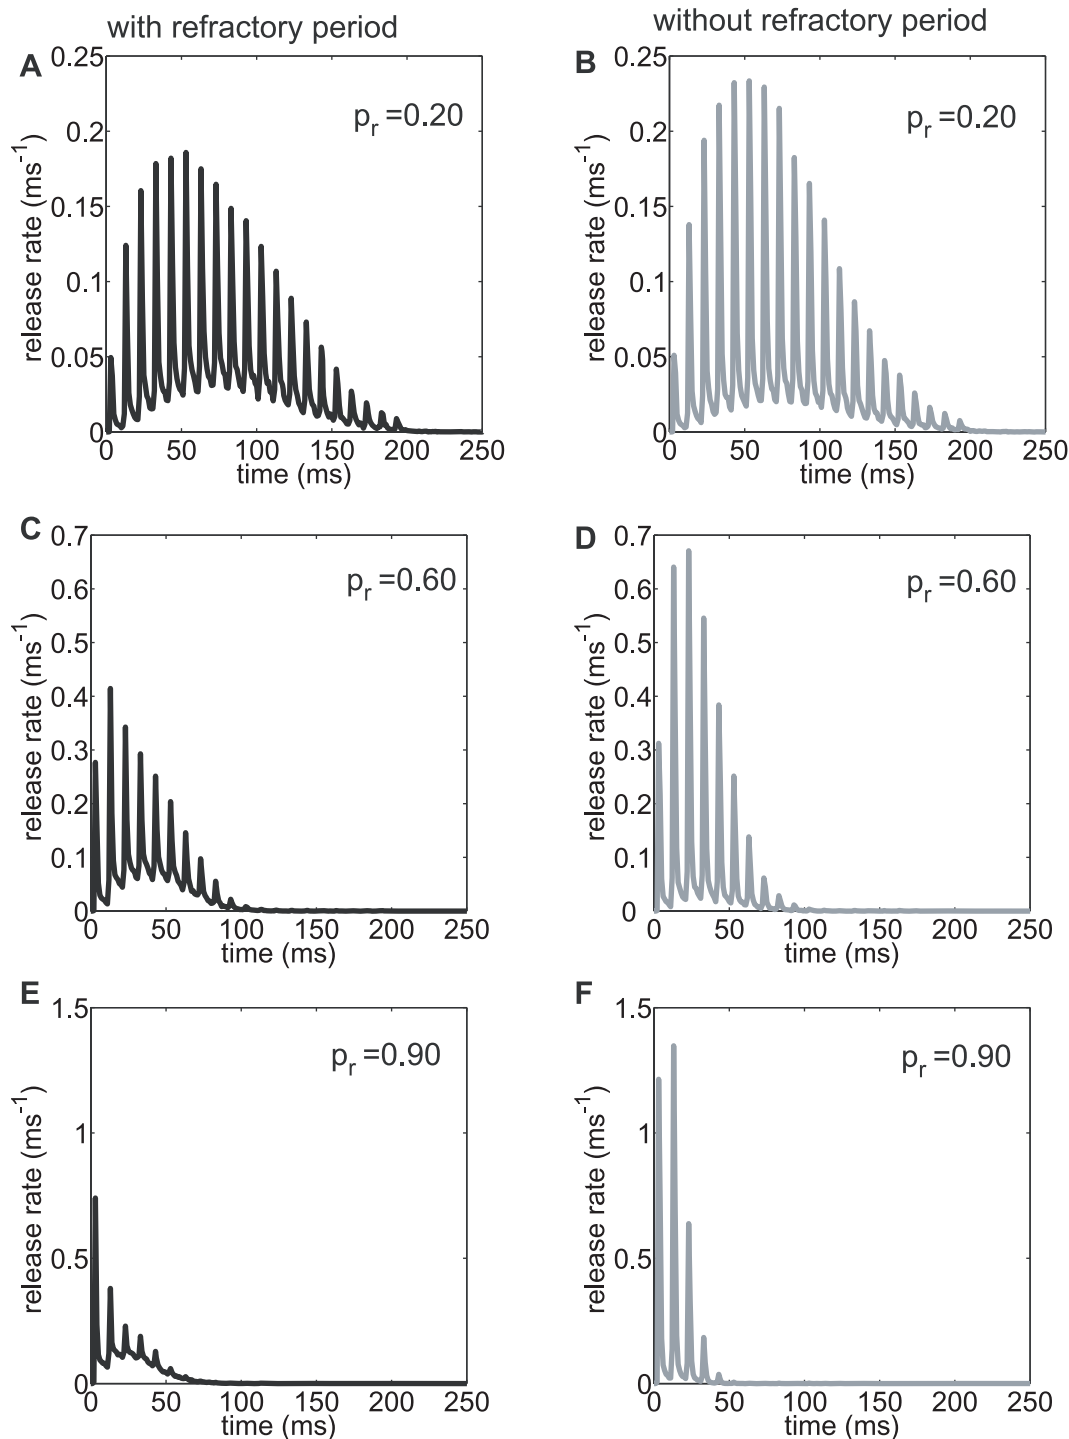 with refractory period
without refractory period
A
B
0.25
0.2
0.15
0.1
0.05
0
release rate (ms-1)
pr =0.20
0 50 100 150 200 250
time (ms)
0.25
0.2
0.15
0.1
0.05
0
release rate (ms-1)
pr =0.20
0 50 100 150 200 250
time (ms)
C
D
0.7
0.6
0.5
0.4
0.3
0.2
0.1
0
release rate (ms-1)
pr =0.60
0 50 100 150 200 250
time (ms)
0.7
0.6
0.5
0.4
0.3
0.2
0.1
0
release rate (ms-1)
pr =0.60
0 50 100 150 200 250
time (ms)
E
F
1.5
1
0.5
0
release rate (ms-1)
pr =0.90
0 50 100 150 200 250
time (ms)
1.5
1
0.5
0
release rate (ms-1)
pr =0.90
0 50 100 150 200 250
time (ms)